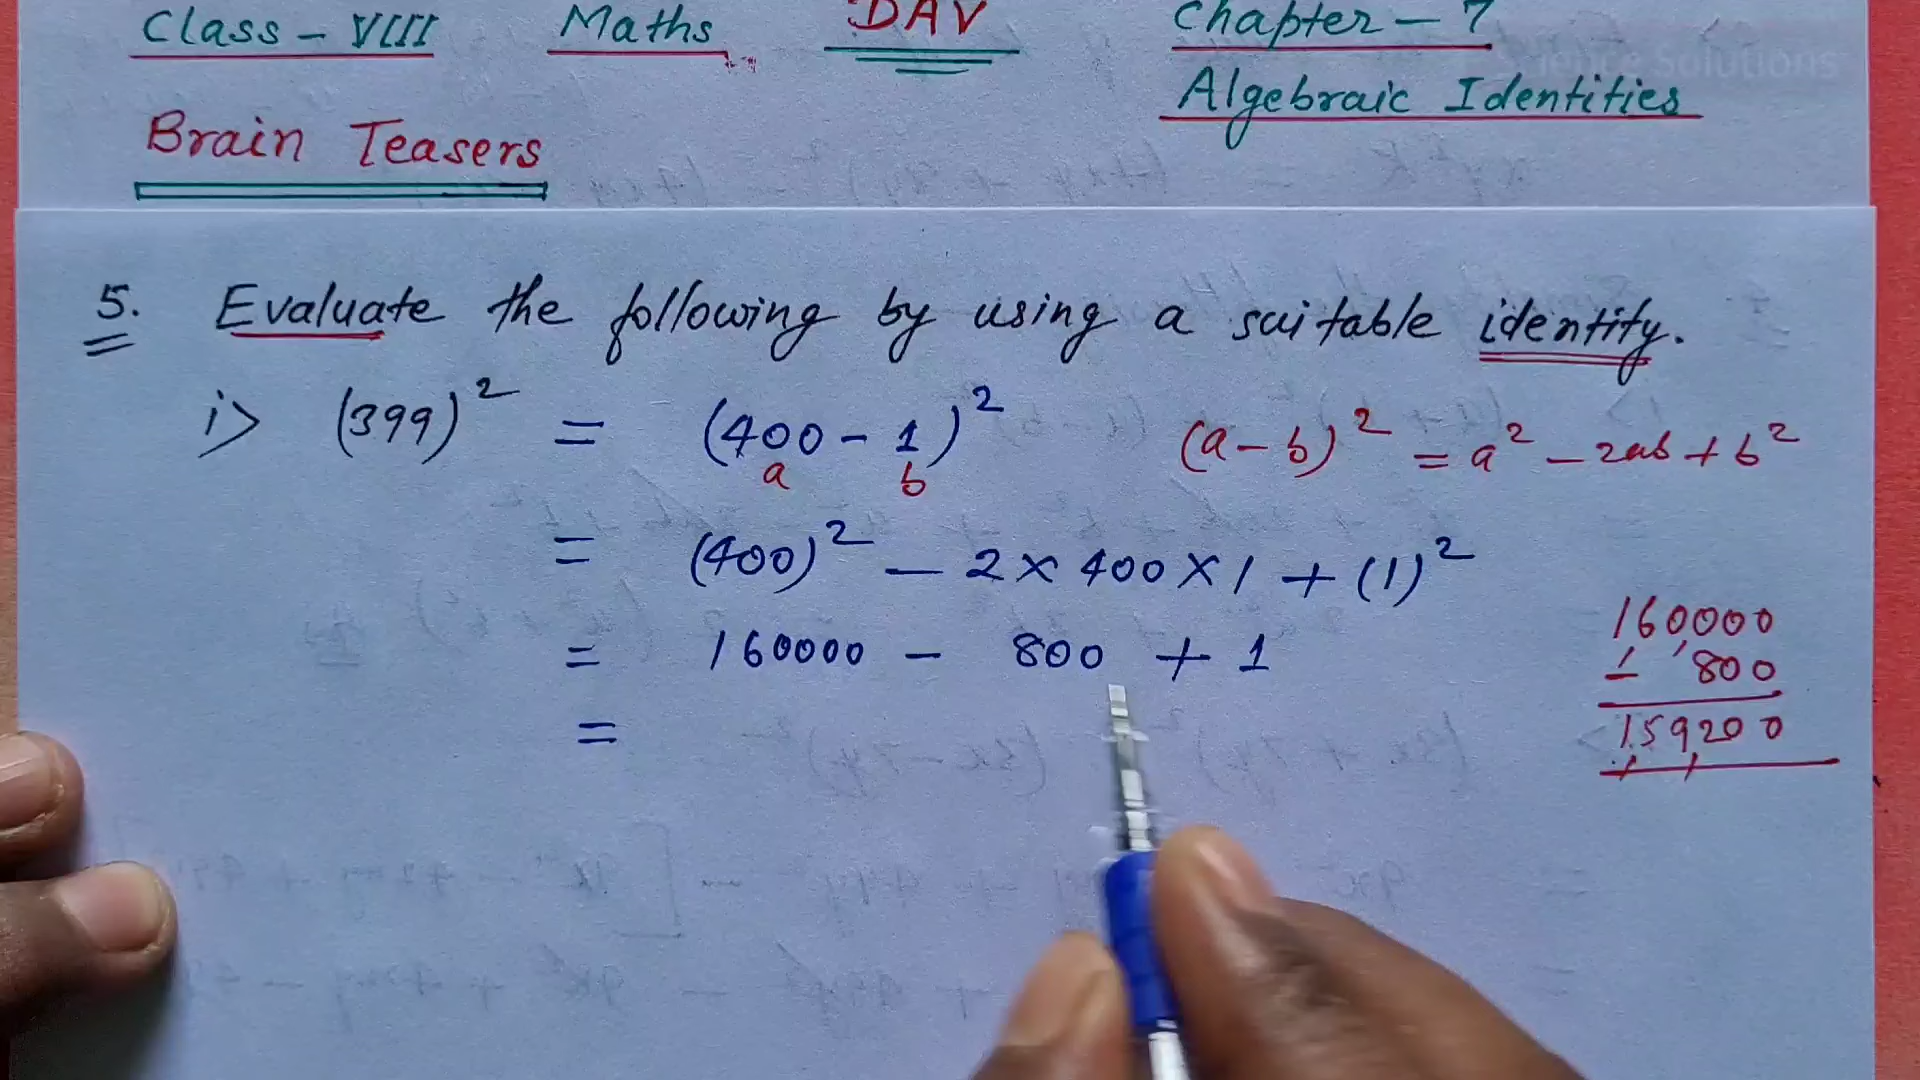 Class - VIII Maths DAV Chapter - 7
Science Solutions
Algebraic Identities
Brain Teasers
5. Evaluate the following by using a suitable identity.
i> (399)² = (400 - 1)² (a - b)² = a² - 2ab + b²
a b
= (400)² - 2 × 400 × 1 + (1)²
= 160000 - 800 + 1
=
160000
- 800
159200